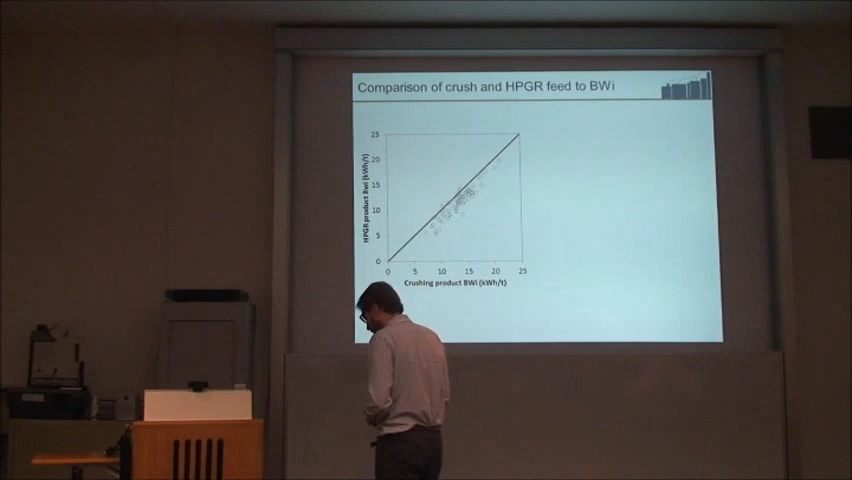 Comparison of crush and HPGR feed to BWi
25
20
15
10
5
0
HPGR product Bwi (kWh/t)
0 5 10 15 20 25
Crushing product BWi (kWh/t)